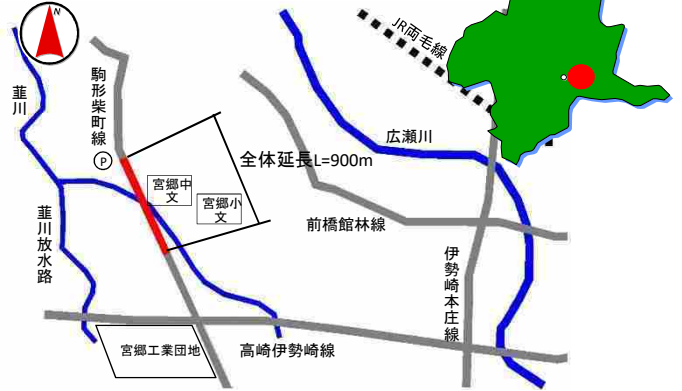 N
JR両毛線
韮川
駒形柴町線
広瀬川
P
全体延長L=900m
宮郷中
文
宮郷小
文
前橋館林線
韮川放水路
伊勢崎本庄線
宮郷工業団地
高崎伊勢崎線